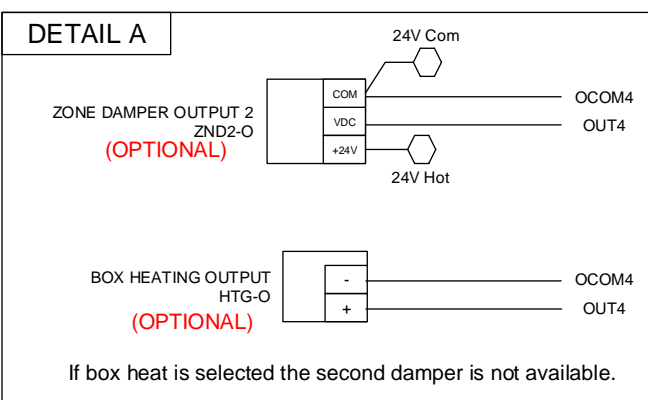 DETAIL A
24V Com
ZONE DAMPER OUTPUT 2
ZND2-O
(OPTIONAL)
COM
VDC
+24V
OCOM4
OUT4
24V Hot
BOX HEATING OUTPUT
HTG-O
(OPTIONAL)
-
+
OCOM4
OUT4
If box heat is selected the second damper is not available.